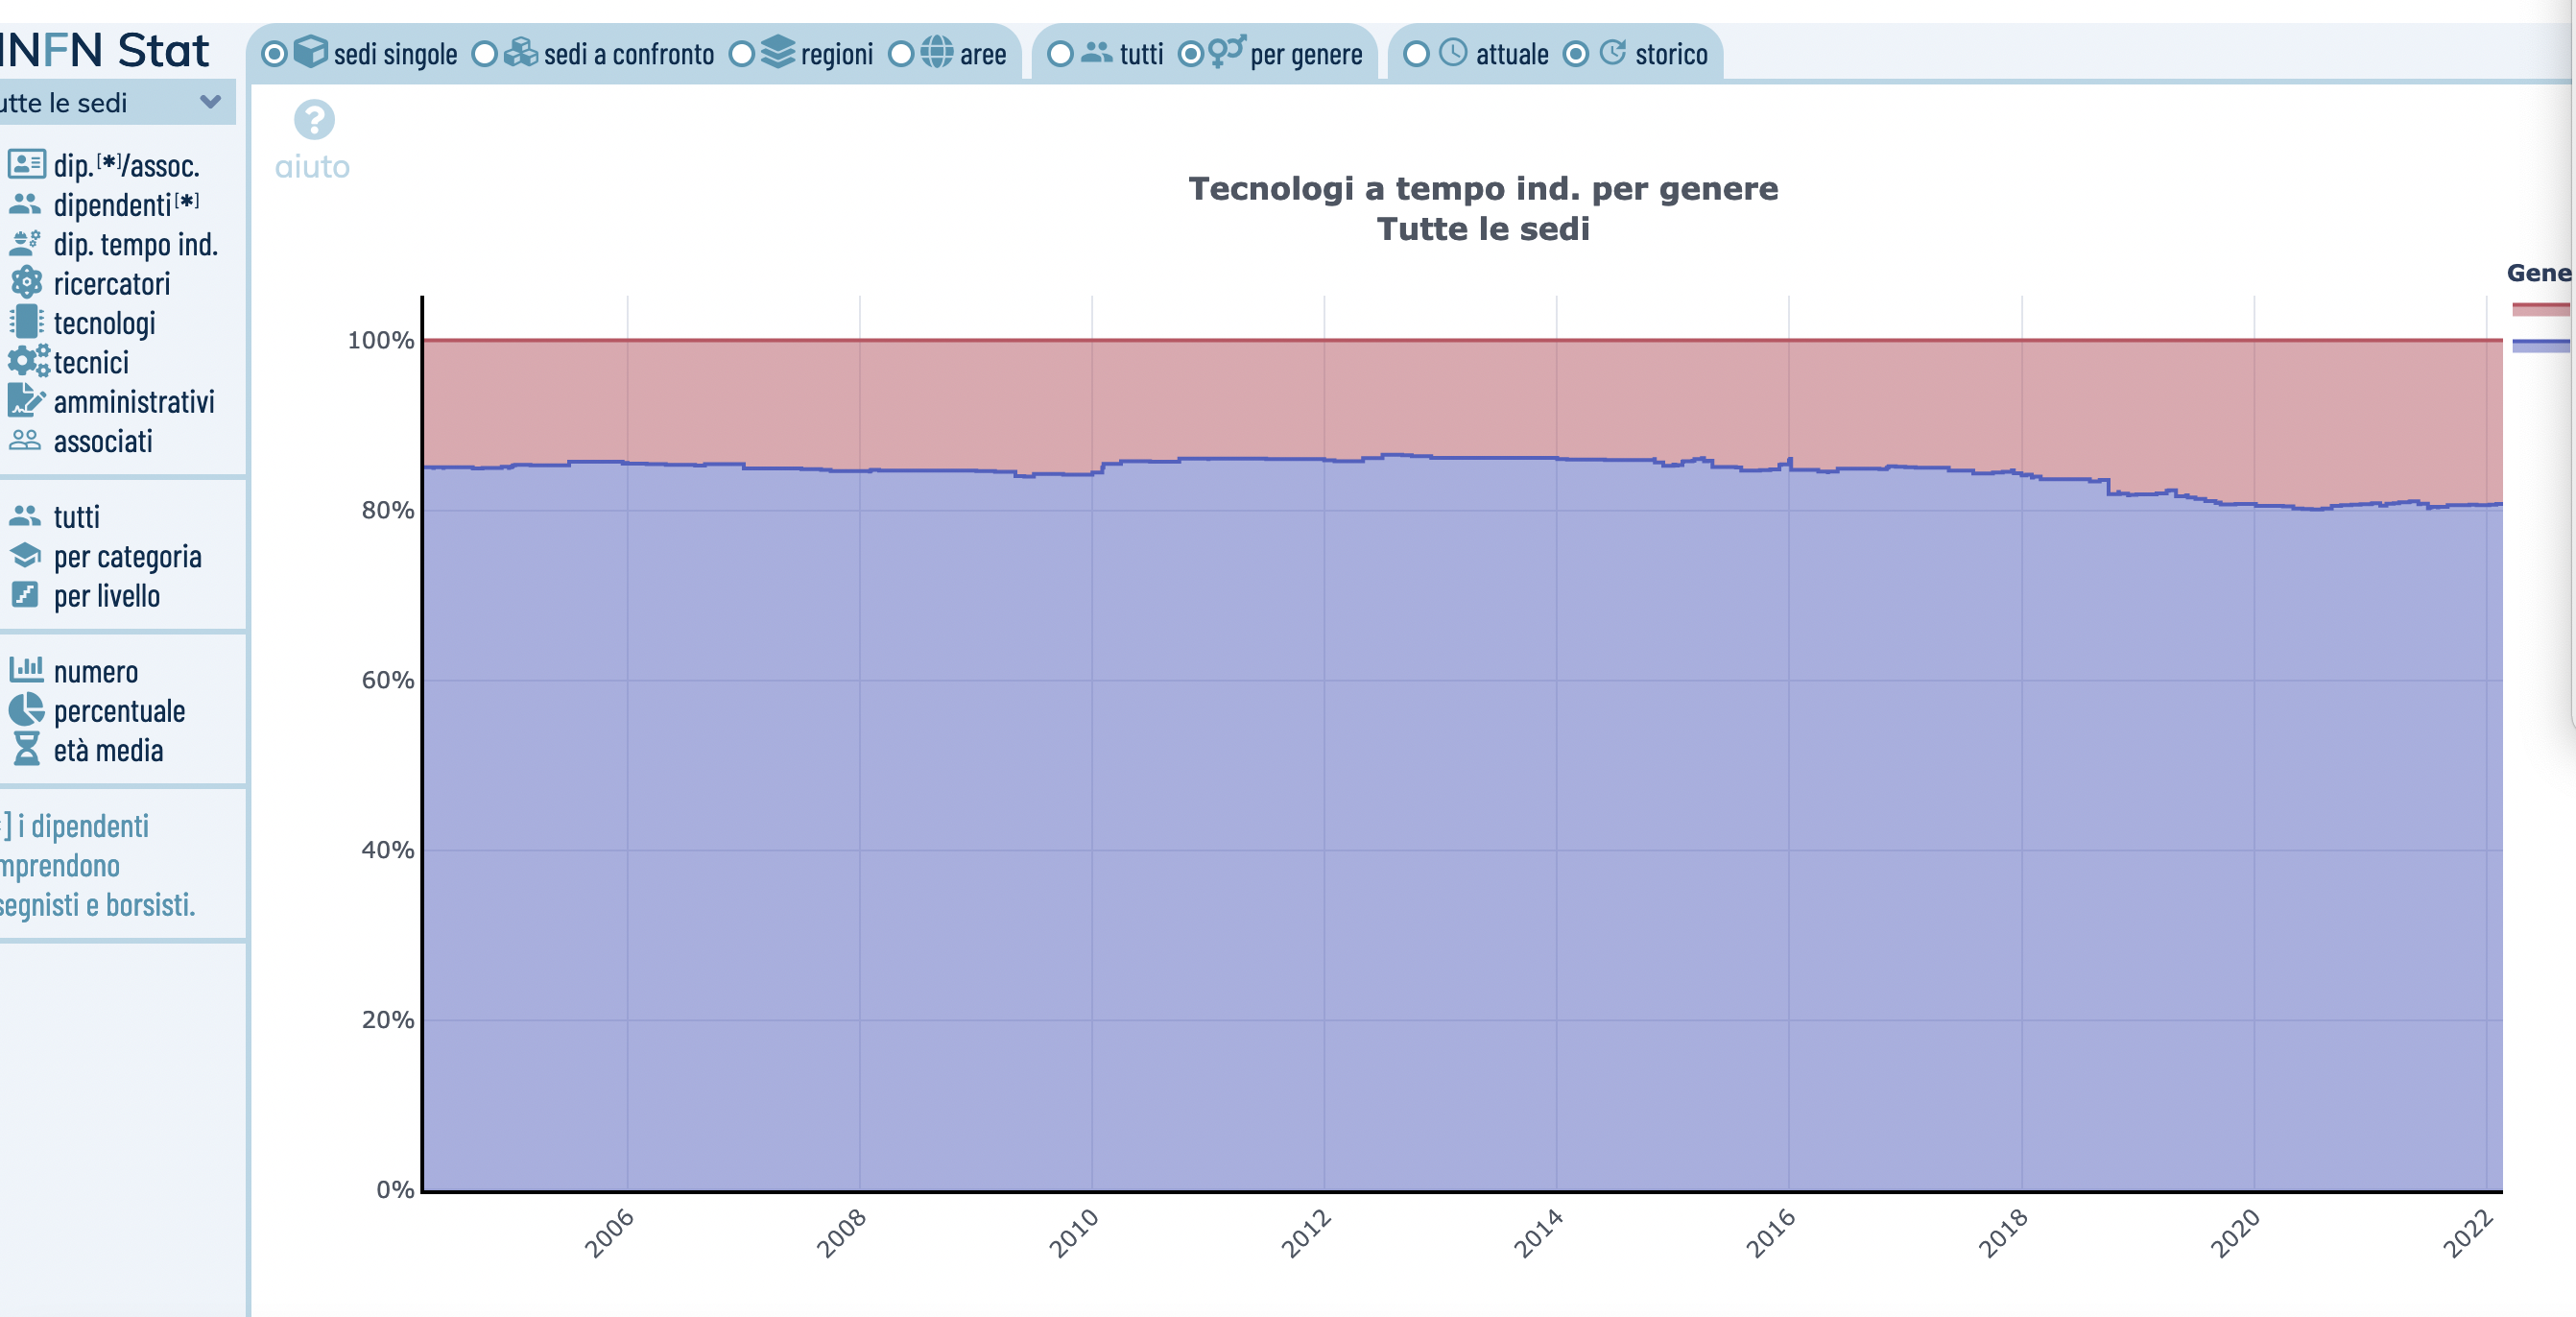 INFN Stat
sedi singole sedi a confronto regioni aree tutti per genere attuale storico
utte le sedi
aiuto
dip.[*]/assoc.
dipendenti[*]
dip. tempo ind.
ricercatori
tecnologi
tecnici
amministrativi
associati
tutti
per categoria
per livello
numero
percentuale
età media
] i dipendenti
mprendono
segnisti e borsisti.
Tecnologi a tempo ind. per genere
Tutte le sedi
Gene
100%
80%
60%
40%
20%
0%
2006 2008 2010 2012 2014 2016 2018 2020 2022